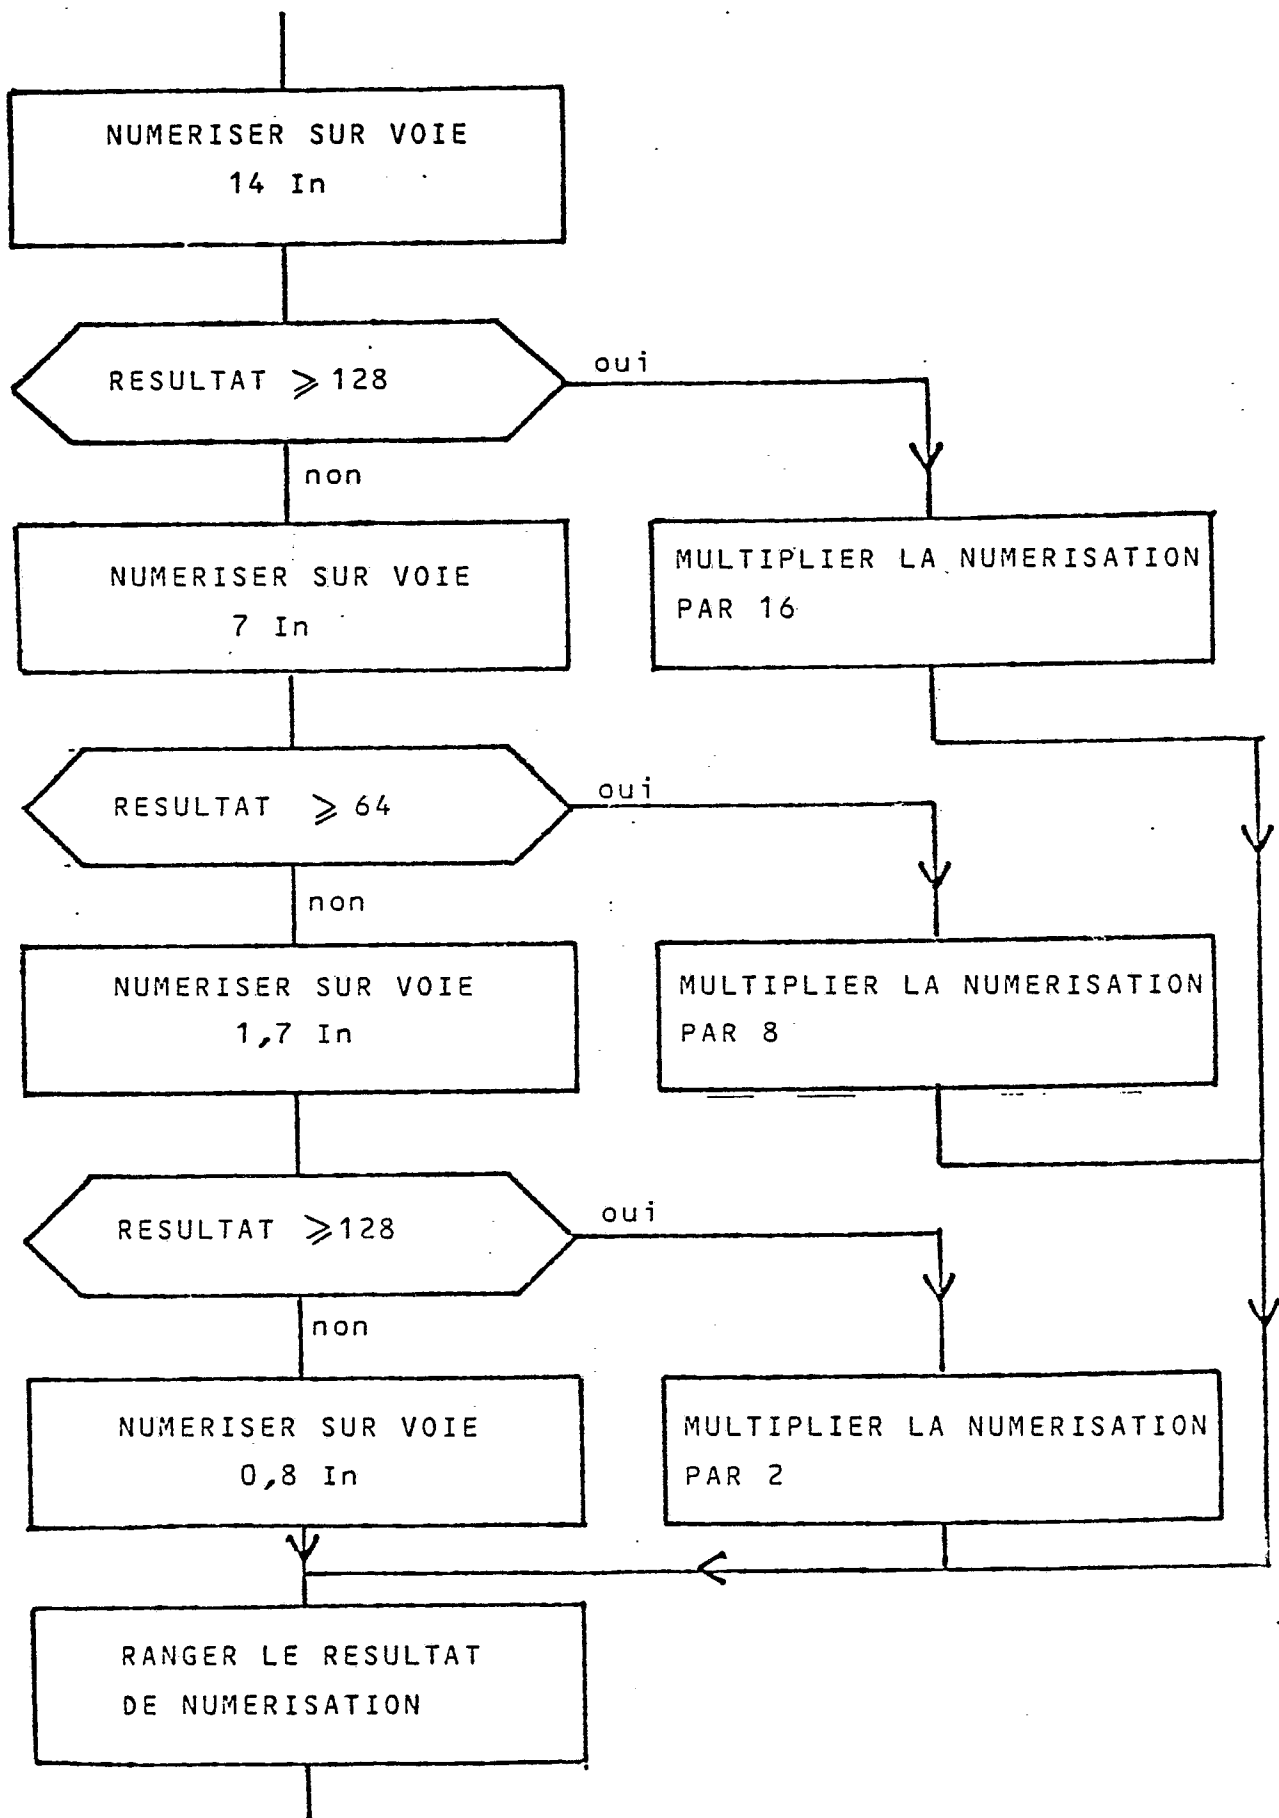 NUMERISER SUR VOIE
14 In
RESULTAT ⩾ 128
oui
non
NUMERISER SUR VOIE
7 In
MULTIPLIER LA NUMERISATION
PAR 16
RESULTAT ⩾ 64
oui
non
NUMERISER SUR VOIE
1,7 In
MULTIPLIER LA NUMERISATION
PAR 8
RESULTAT ⩾128
oui
non
NUMERISER SUR VOIE
0,8 In
MULTIPLIER LA NUMERISATION
PAR 2
RANGER LE RESULTAT
DE NUMERISATION